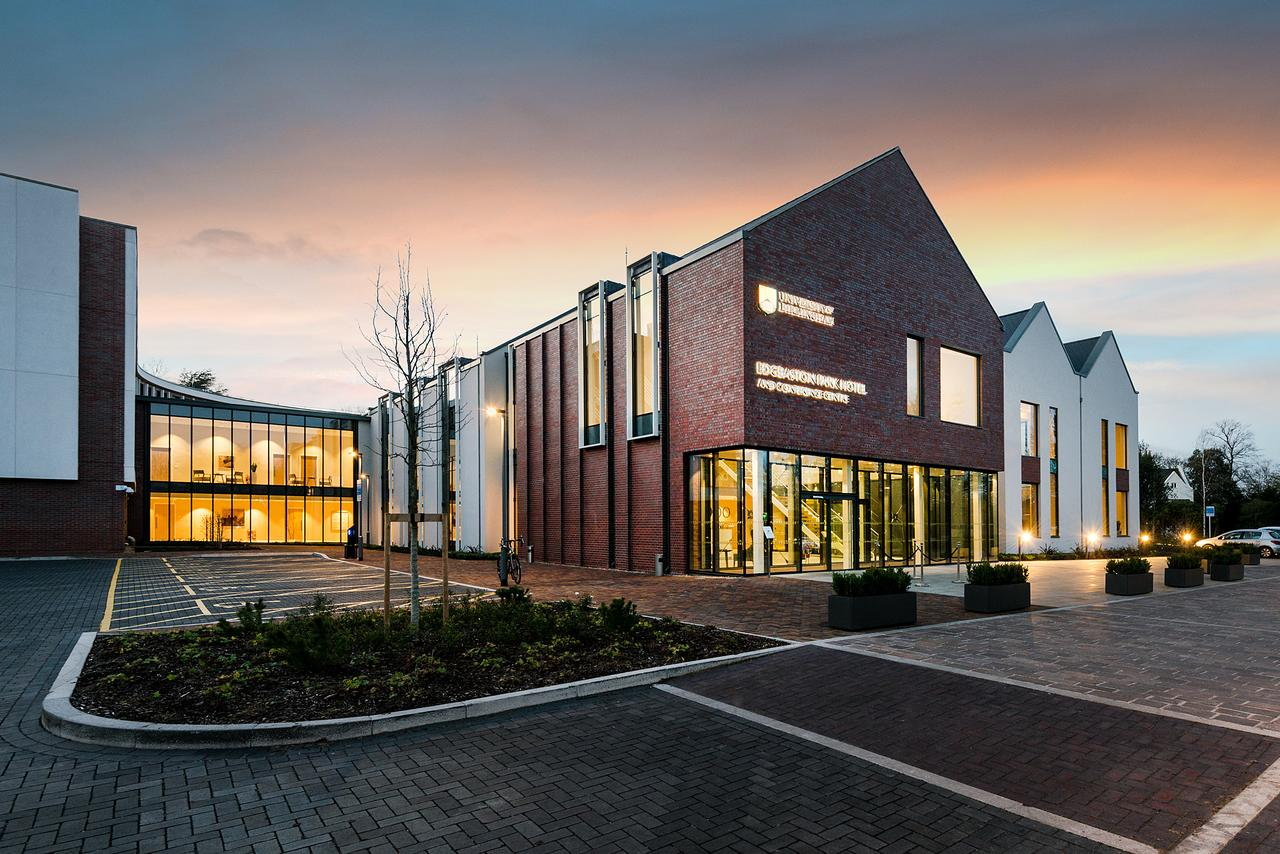 UNIVERSITY OF
BIRMINGHAM
EDGBASTON PARK HOTEL
AND CONFERENCE CENTRE